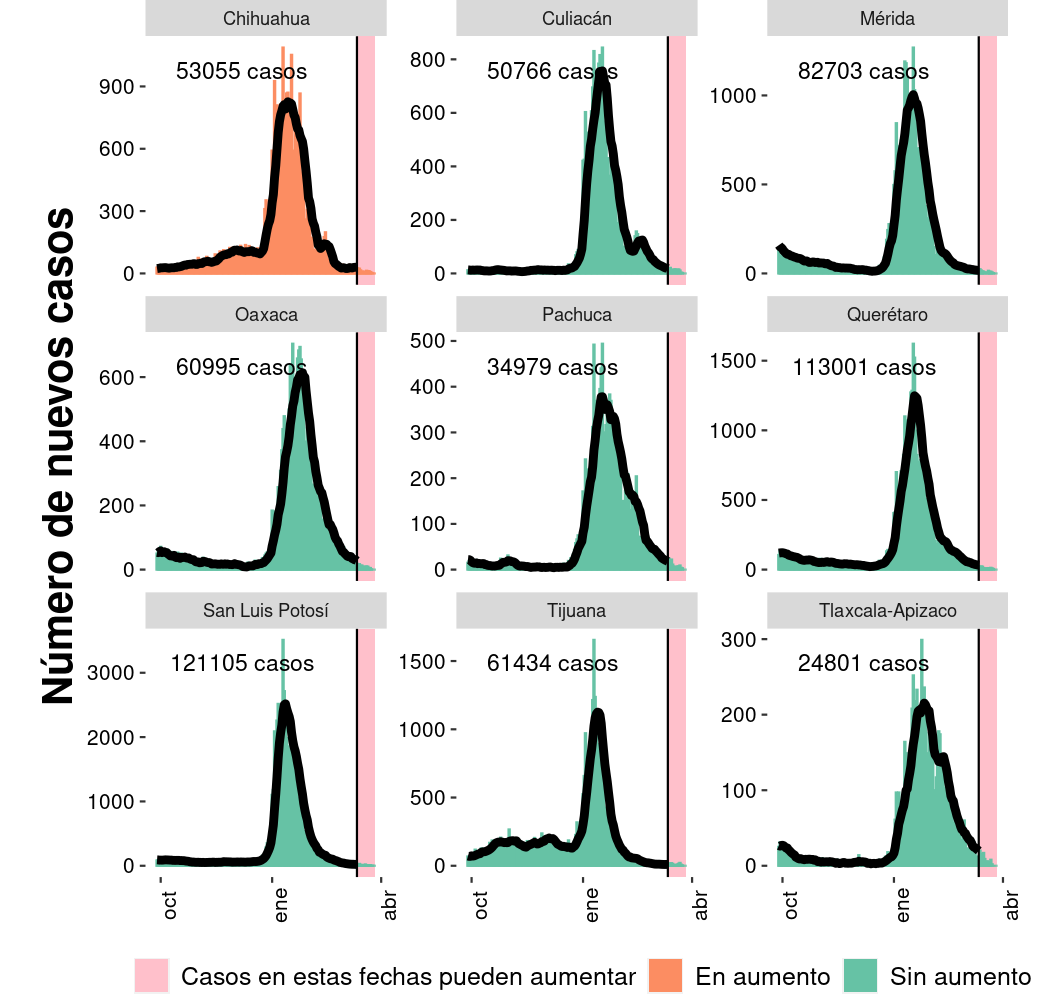 Número de nuevos casos
Chihuahua
53055 casos
900
600
300
0
Culiacán
50766 casos
800
600
400
200
0
Mérida
82703 casos
1000
500
0
Oaxaca
60995 casos
600
400
200
0
Pachuca
34979 casos
500
400
300
200
100
0
Querétaro
113001 casos
1500
1000
500
0
San Luis Potosí
121105 casos
3000
2000
1000
0
oct ene abr
Tijuana
61434 casos
1500
1000
500
0
oct ene abr
Tlaxcala-Apizaco
24801 casos
300
200
100
0
oct ene abr
Casos en estas fechas pueden aumentar En aumento Sin aumento